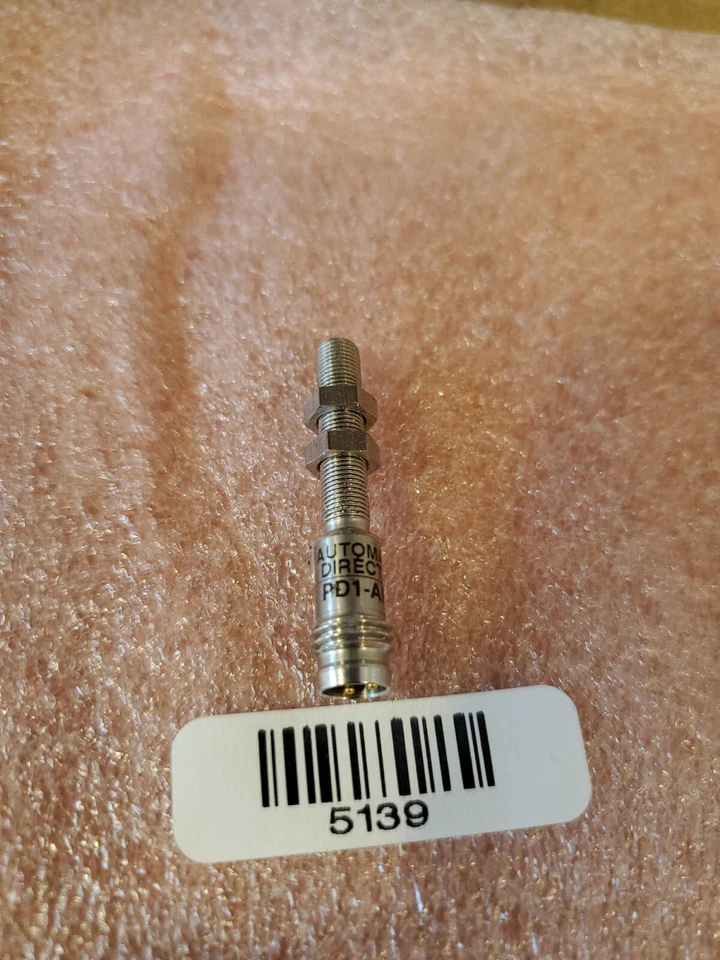 AUTOMA
DIRECT
PD1-A
5139